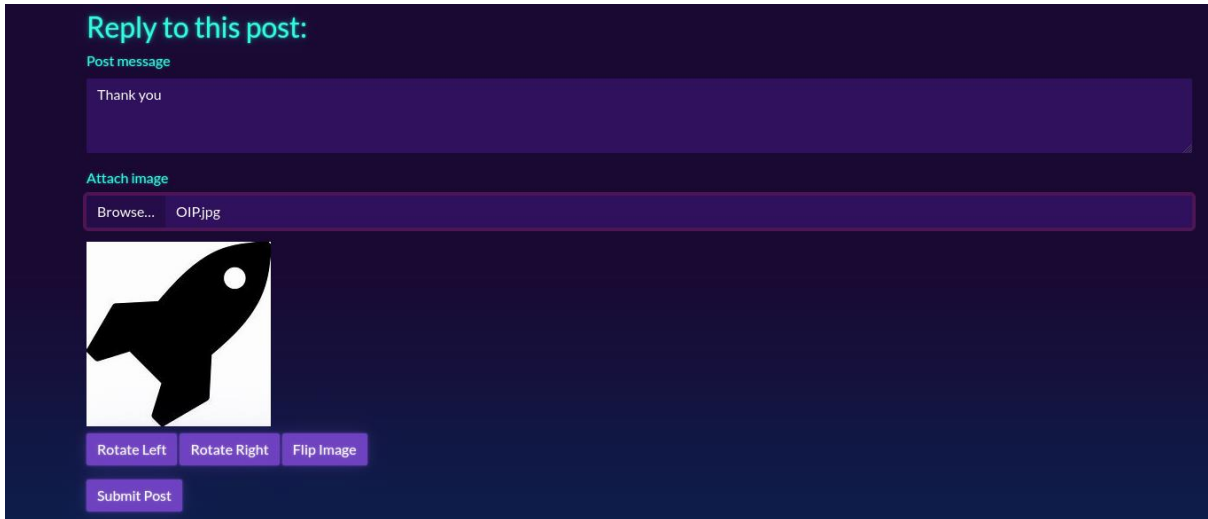 Reply to this post:
Post message
Thank you
Attach image
Browse... OIP.jpg
Rotate Left Rotate Right Flip Image
Submit Post